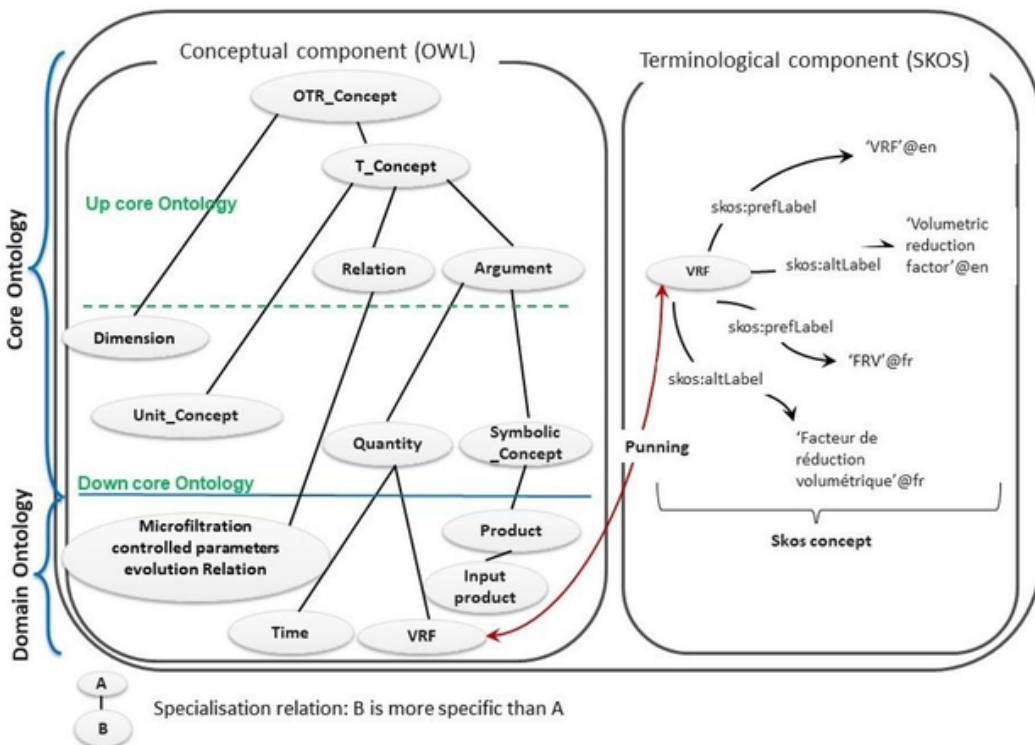 Conceptual component (OWL)
Terminological component (SKOS)
OTR_Concept
T_Concept
Up core Ontology
Relation
Argument
Dimension
Unit_Concept
Quantity
Symbolic
_Concept
Down core Ontology
Microfiltration
controlled parameters
evolution Relation
Product
Input
product
Time
VRF
Core Ontology
Domain Ontology
'VRF'@en
skos:prefLabel
'Volumetric
reduction
factor'@en
skos:altLabel
VRF
skos:prefLabel
'FRV'@fr
skos:altLabel
'Facteur de
réduction
volumétrique'@fr
Punning
Skos concept
A
B
Specialisation relation: B is more specific than A